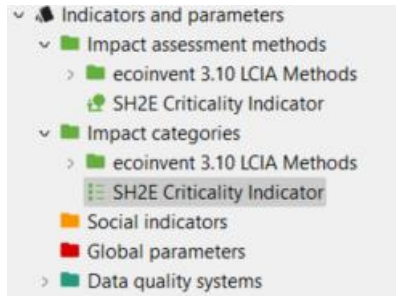 Indicators and parameters
Impact assessment methods
ecoinvent 3.10 LCIA Methods
SH2E Criticality Indicator
Impact categories
ecoinvent 3.10 LCIA Methods
SH2E Criticality Indicator
Social indicators
Global parameters
Data quality systems